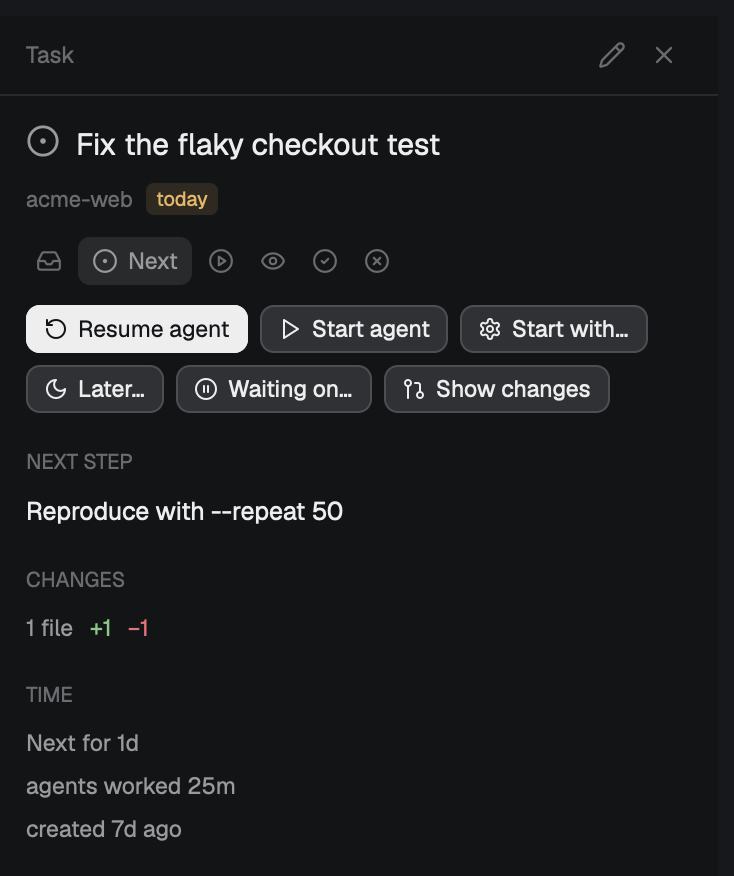 Task
Fix the flaky checkout test
acme-web today
Next
Resume agent Start agent Start with...
Later... Waiting on... Show changes
NEXT STEP
Reproduce with --repeat 50
CHANGES
1 file +1 −1
TIME
Next for 1d
agents worked 25m
created 7d ago